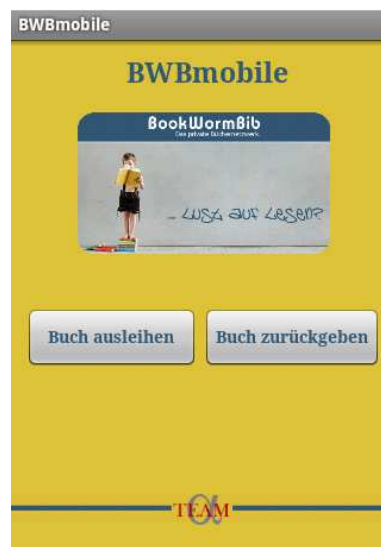 BWBmobile
BWBmobile
BookWormBib
Das private Büchernetzwerk
... Lust auf Lesen?
Buch ausleihen
Buch zurückgeben
TEAM α